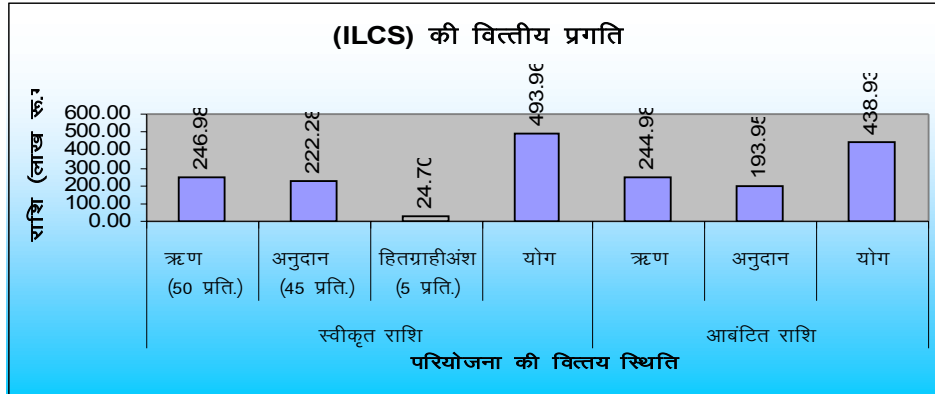 (ILCS) की वित्तीय प्रगति
राशि (लाख रू.
600.00
500.00
400.00
300.00
200.00
100.00
0.00
246.98
222.28
24.70
493.96
244.98
193.95
438.93
ऋण अनुदान हितग्राहीअंश योग ऋण अनुदान योग
(50 प्रति.) (45 प्रति.) (5 प्रति.)
स्वीकृत राशि आबंटित राशि
परियोजना की वित्तय स्थिति